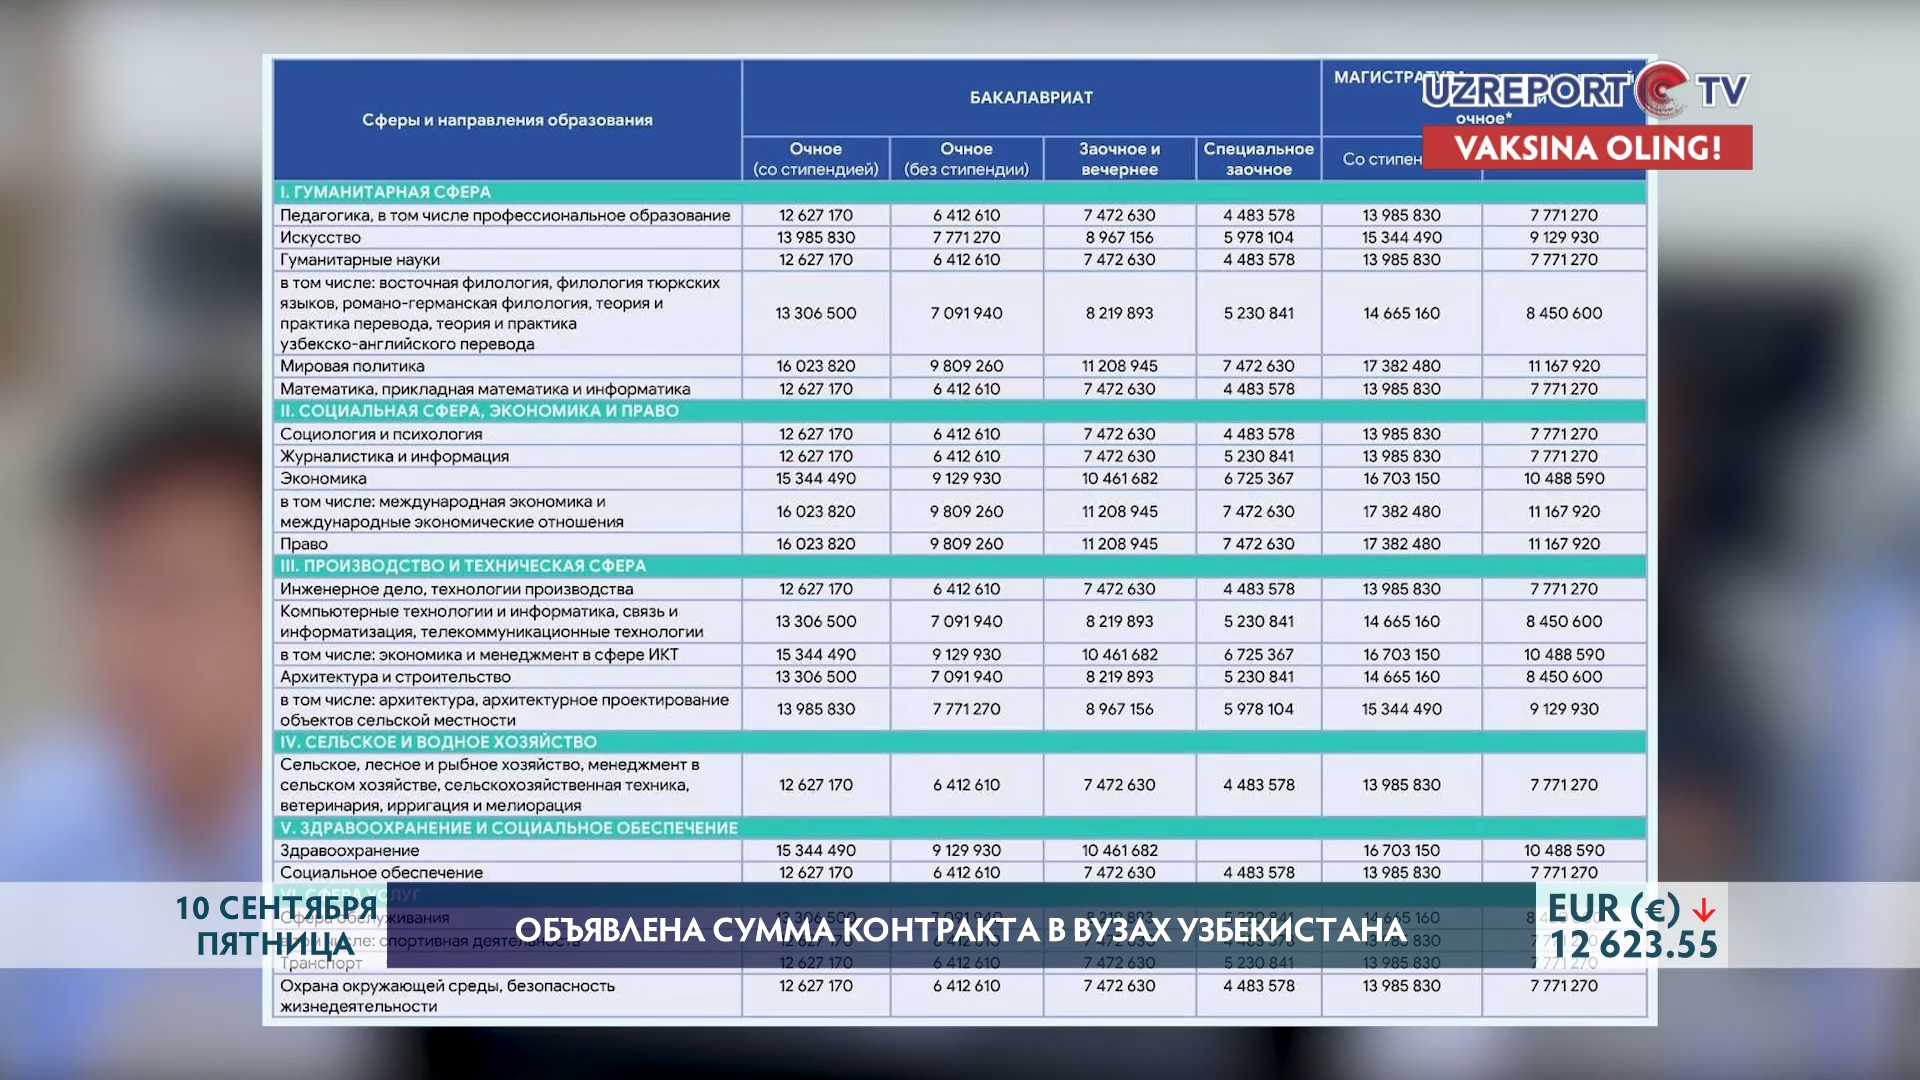 Сферы и направления образования
БАКАЛАВРИАТ
МАГИСТРАТУРА
очное*
UZREPORT TV
VAKSINA OLING!
Очное (со стипендией)
Очное (без стипендии)
Заочное и вечернее
Специальное заочное
Со
I. ГУМАНИТАРНАЯ СФЕРА
Педагогика, в том числе профессиональное образование 12 627 170 6 412 610 7 472 630 4 483 578 13 985 830 7 771 270
Искусство 13 985 830 7 771 270 8 967 156 5 978 104 15 344 490 9 129 930
Гуманитарные науки 12 627 170 6 412 610 7 472 630 4 483 578 13 985 830 7 771 270
в том числе: восточная филология, филология тюркских
языков, романо-германская филология, теория и
практика перевода, теория и практика
узбекско-английского перевода
13 306 500 7 091 940 8 219 893 5 230 841 14 665 160 8 450 600
Мировая политика 16 023 820 9 809 260 11 208 945 7 472 630 17 382 480 11 167 920
Математика, прикладная математика и информатика 12 627 170 6 412 610 7 472 630 4 483 578 13 985 830 7 771 270
II. СОЦИАЛЬНАЯ СФЕРА, ЭКОНОМИКА И ПРАВО
Социология и психология 12 627 170 6 412 610 7 472 630 4 483 578 13 985 830 7 771 270
Журналистика и информация 12 627 170 6 412 610 7 472 630 5 230 841 13 985 830 7 771 270
Экономика 15 344 490 9 129 930 10 461 682 6 725 367 16 703 150 10 488 590
в том числе: международная экономика и
международные экономические отношения
16 023 820 9 809 260 11 208 945 7 472 630 17 382 480 11 167 920
Право 16 023 820 9 809 260 11 208 945 7 472 630 17 382 480 11 167 920
III. ПРОИЗВОДСТВО И ТЕХНИЧЕСКАЯ СФЕРА
Инженерное дело, технологии производства 12 627 170 6 412 610 7 472 630 4 483 578 13 985 830 7 771 270
Компьютерные технологии и информатика, связь и
информатизация, телекоммуникационные технологии
13 306 500 7 091 940 8 219 893 5 230 841 14 665 160 8 450 600
в том числе: экономика и менеджмент в сфере ИКТ 15 344 490 9 129 930 10 461 682 6 725 367 16 703 150 10 488 590
Архитектура и строительство 13 306 500 7 091 940 8 219 893 5 230 841 14 665 160 8 450 600
в том числе: архитектура, архитектурное проектирование
объектов сельской местности
13 985 830 7 771 270 8 967 156 5 978 104 15 344 490 9 129 930
IV. СЕЛЬСКОЕ И ВОДНОЕ ХОЗЯЙСТВО
Сельское, лесное и рыбное хозяйство, менеджмент в
сельском хозяйстве, сельскохозяйственная техника,
ветеринария, ирригация и мелиорация
12 627 170 6 412 610 7 472 630 4 483 578 13 985 830 7 771 270
V. ЗДРАВООХРАНЕНИЕ И СОЦИАЛЬНОЕ ОБЕСПЕЧЕНИЕ
Здравоохранение 15 344 490 9 129 930 10 461 682 16 703 150 10 488 590
Социальное обеспечение 12 627 170 6 412 610 7 472 630 4 483 578 13 985 830 7 771 270
VI. СФЕРА УСЛУГ
Сфера обслуживания
в том числе: спортивная деятельность
Транспорт 12 627 170 6 412 610 7 472 630 5 230 841 13 985 830
Охрана окружающей среды, безопасность
жизнедеятельности
12 627 170 6 412 610 7 472 630 4 483 578 13 985 830 7 771 270
10 СЕНТЯБРЯ
ПЯТНИЦА
ОБЪЯВЛЕНА СУММА КОНТРАКТА В ВУЗАХ УЗБЕКИСТАНА
EUR (€) ↓
12 623.55